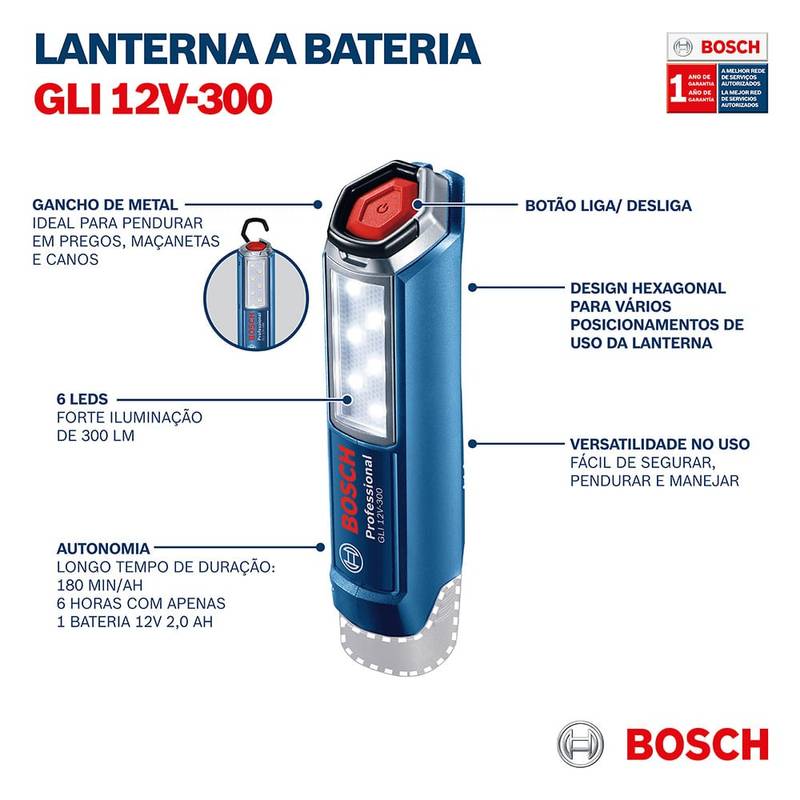 LANTERNA A BATERIA
GLI 12V-300
BOSCH
1 ANO DE GARANTIA
AÑO DE GARANTÍA
A MELHOR REDE
DE SERVIÇOS
AUTORIZADOS
LA MEJOR RED
DE SERVICIOS
AUTORIZADOS
GANCHO DE METAL
IDEAL PARA PENDURAR
EM PREGOS, MAÇANETAS
E CANOS
BOTÃO LIGA/ DESLIGA
DESIGN HEXAGONAL
PARA VÁRIOS
POSICIONAMENTOS DE
USO DA LANTERNA
6 LEDS
FORTE ILUMINAÇÃO
DE 300 LM
VERSATILIDADE NO USO
FÁCIL DE SEGURAR,
PENDURAR E MANEJAR
AUTONOMIA
LONGO TEMPO DE DURAÇÃO:
180 MIN/AH
6 HORAS COM APENAS
1 BATERIA 12V 2,0 AH
BOSCH
Professional
BOSCH
Professional
GLI 12V-300
BOSCH